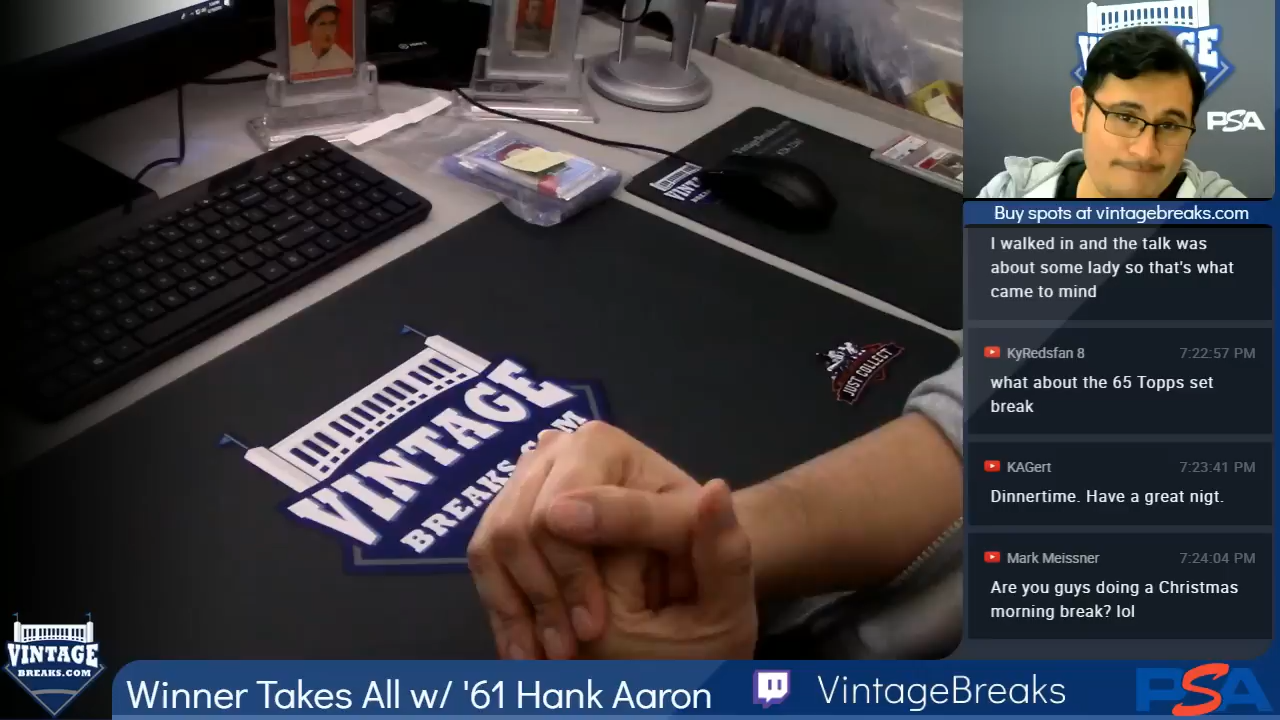 VINTAGE
PSA
Buy spots at vintagebreaks.com
I walked in and the talk was
about some lady so that's what
came to mind
KyRedsfan 8 7:22:57 PM
what about the 65 Topps set
break
KAGert 7:23:41 PM
Dinnertime. Have a great nigt.
Mark Meissner 7:24:04 PM
Are you guys doing a Christmas
morning break? lol
JUST COLLECT
VINTAGE
BREAKS.COM
VINTAGE
BREAKS.COM
Winner Takes All w/ '61 Hank Aaron
VintageBreaks
PSA